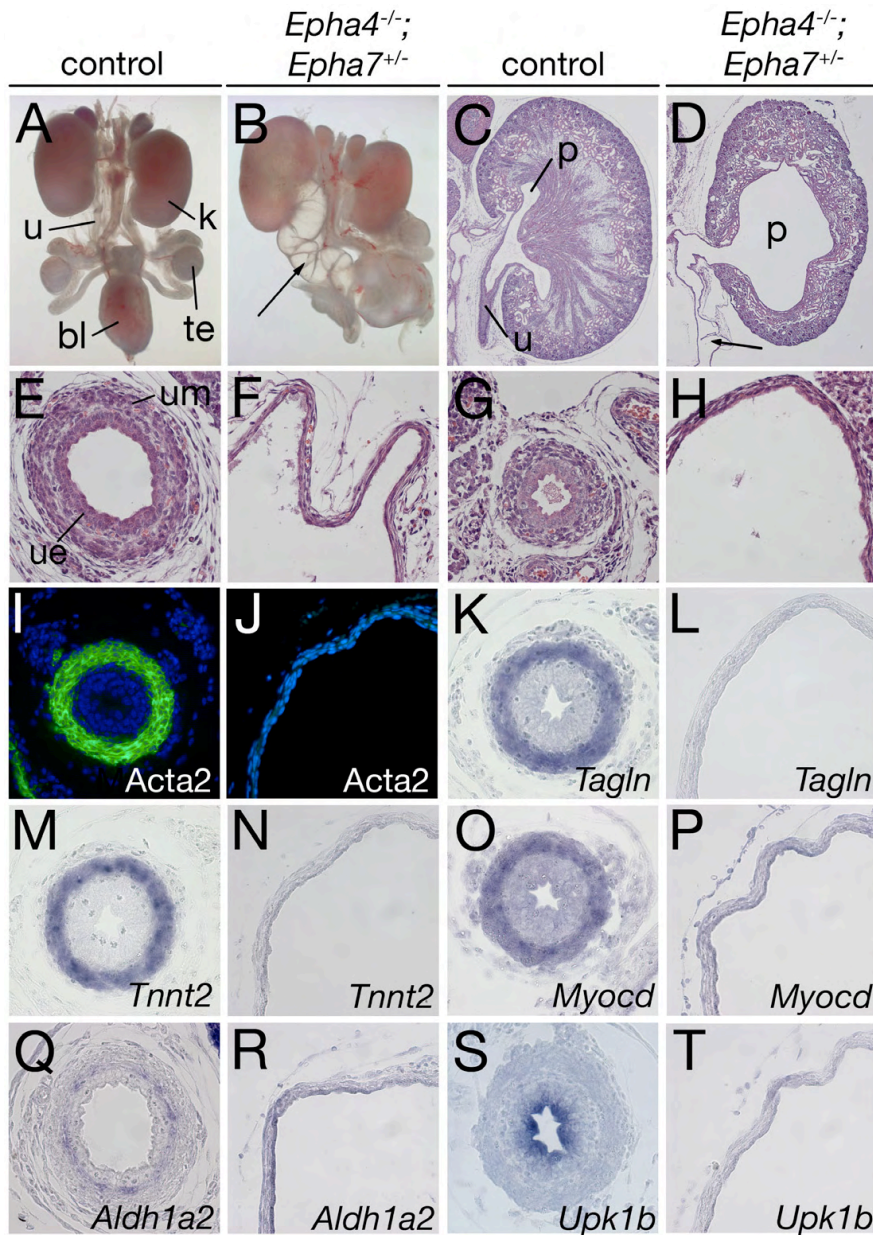 Epha4-/-; Epha4-/-;
control Epha7+/- control Epha7+/-
A B C D
p
k
u p
te
bl u
E um F G H
ue
I J K L
Acta2 Acta2 Tagln Tagln
M N O P
Tnnt2 Tnnt2 Myocd Myocd
Q R S T
Aldh1a2 Aldh1a2 Upk1b Upk1b